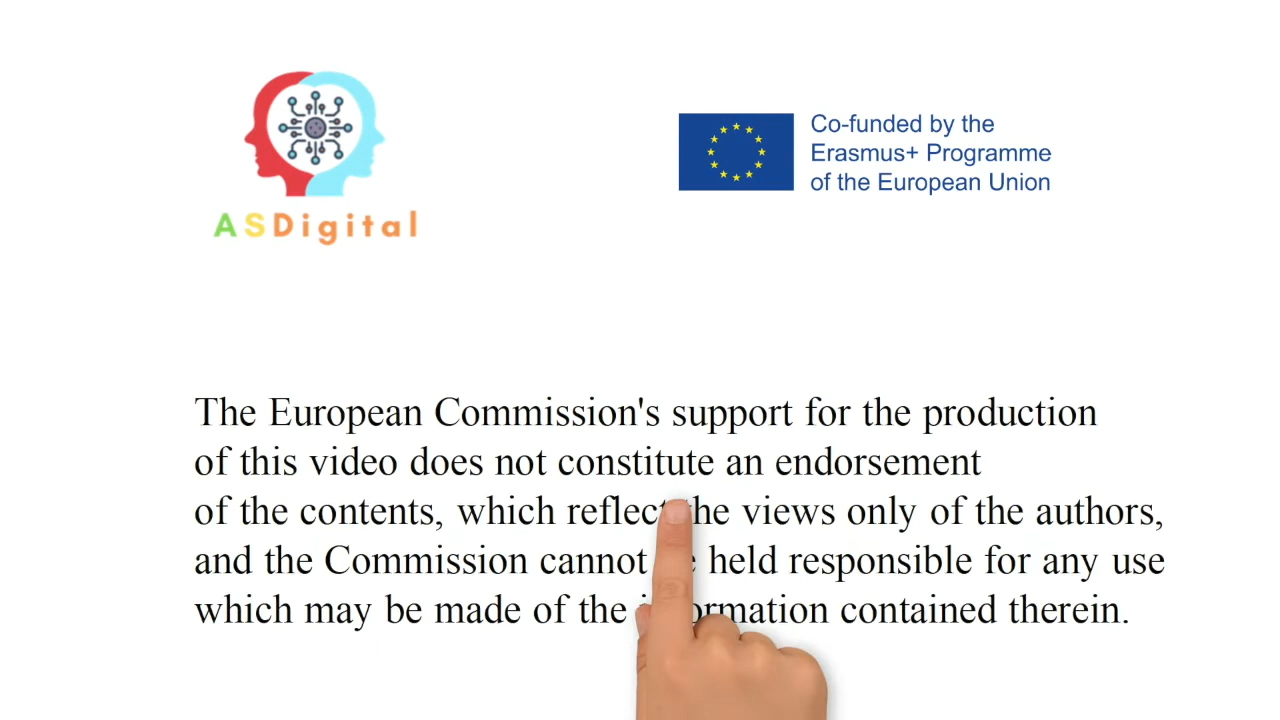 ASDigital
Co-funded by the
Erasmus+ Programme
of the European Union
The European Commission's support for the production
of this video does not constitute an endorsement
of the contents, which reflect the views only of the authors,
and the Commission cannot held responsible for any use
which may be made of the information contained therein.